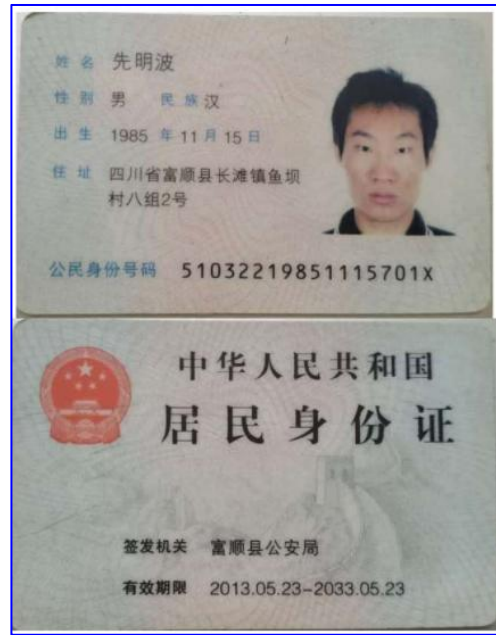 姓名 先明波
性别 男 民族 汉
出生 1985 年 11 月 15 日
住址 四川省富顺县长滩镇鱼坝
村八组2号
公民身份号码 51032219851115701X
中华人民共和国
居民身份证
签发机关 富顺县公安局
有效期限 2013.05.23-2033.05.23